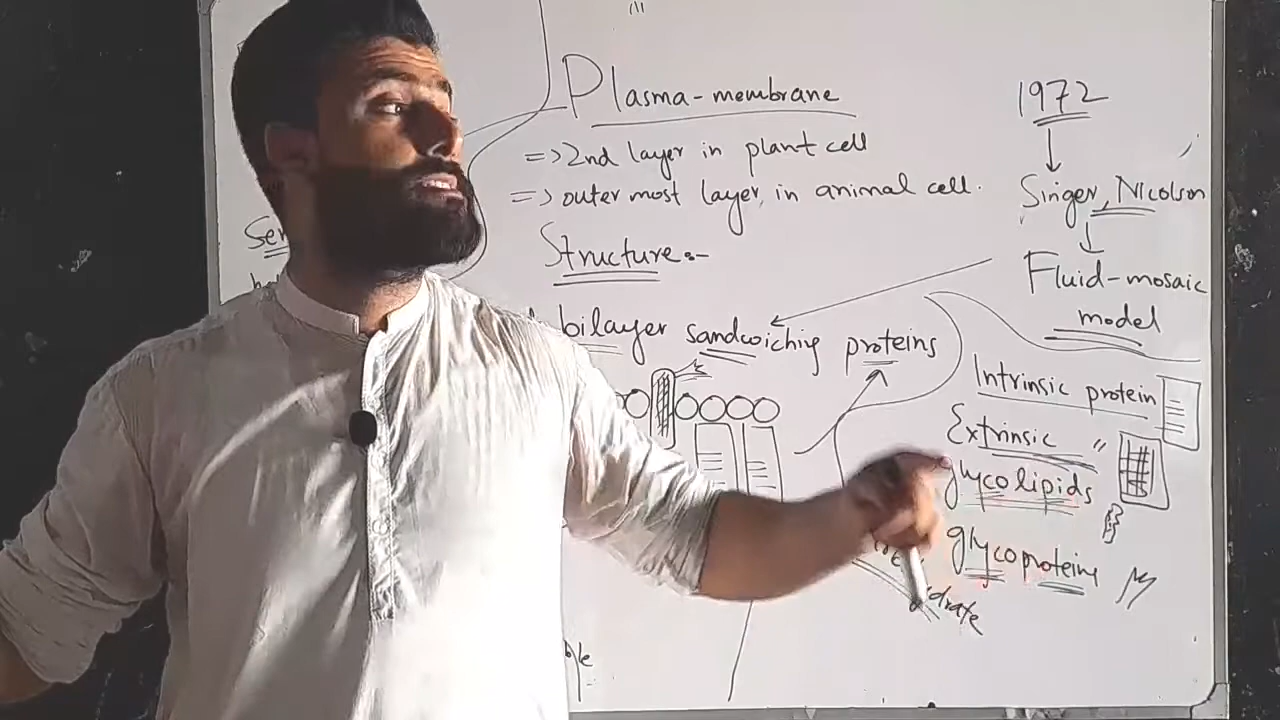 Plasma-membrane
=> 2nd layer in plant cell
=> outer most layer, in animal cell.
Structure:-
bilayer sandwiching proteins
1972
Singer, Nicolson
Fluid-mosaic
model
Intrinsic protein
Extrinsic "
glycolipids
glycoproteins